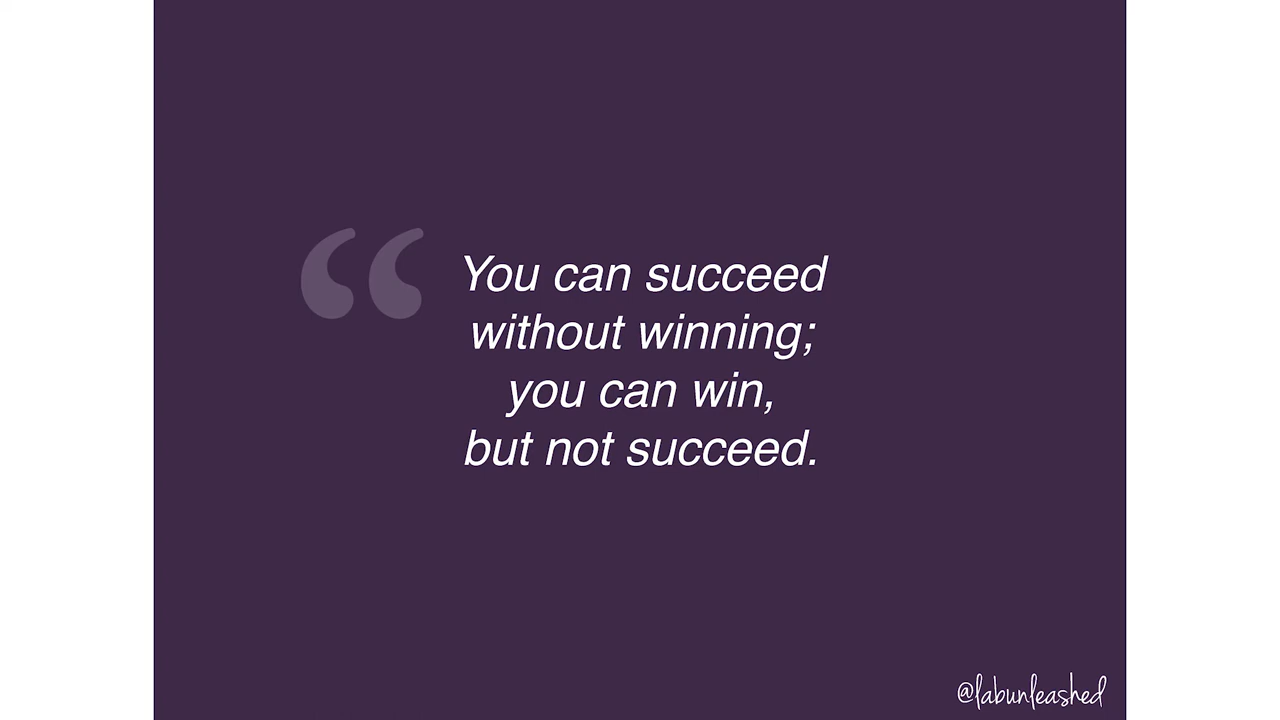 “
You can succeed
without winning;
you can win,
but not succeed.
@labunleashed